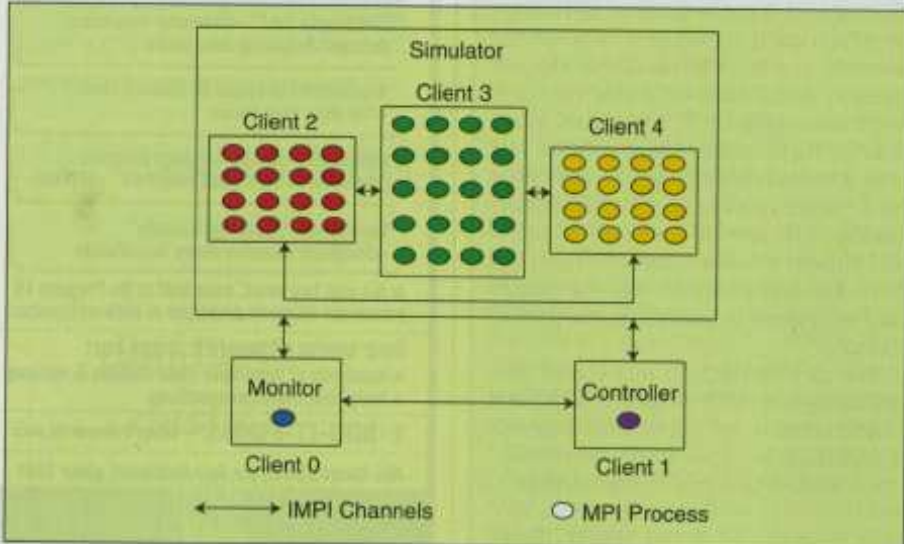 Simulator
Client 3
Client 2
Client 4
Monitor
Controller
Client 0
Client 1
IMPI Channels
MPI Process